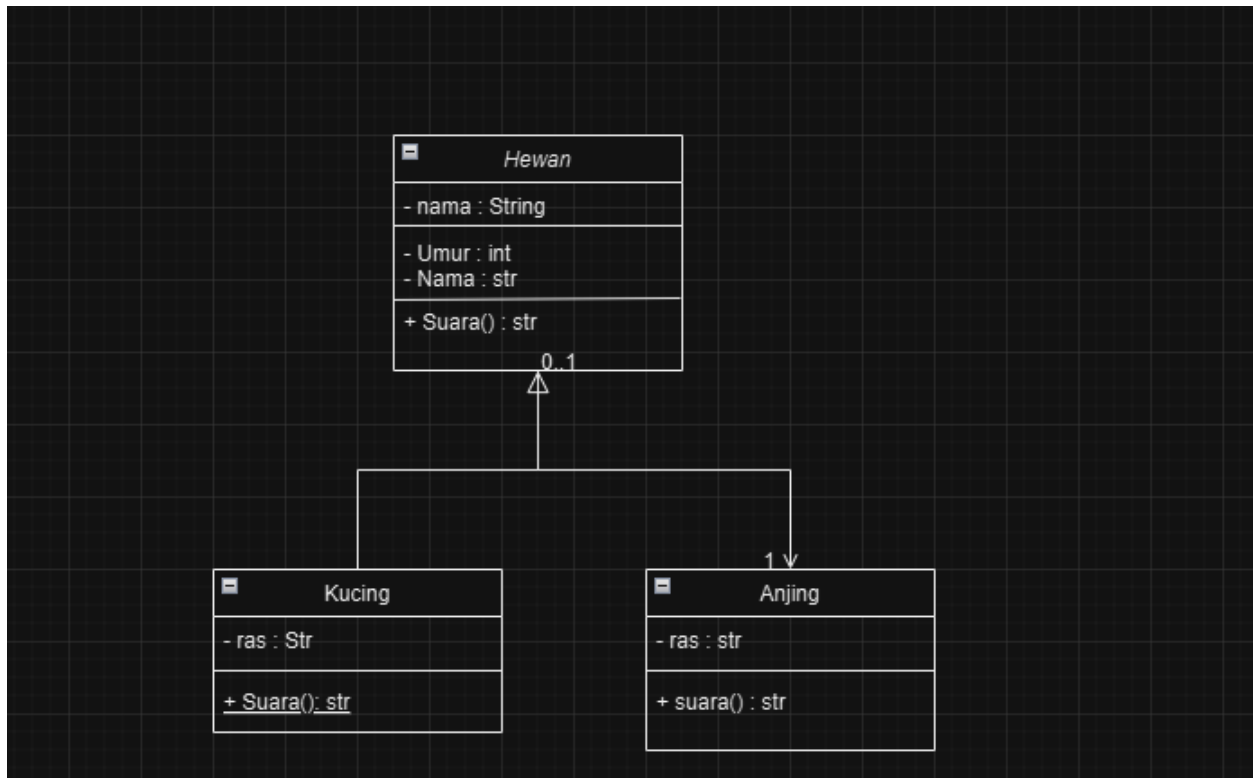 Hewan
- nama : String
- Umur : int
- Nama : str
+ Suara() : str
0..1
1
Kucing
- ras : Str
+ Suara(): str
Anjing
- ras : str
+ suara() : str